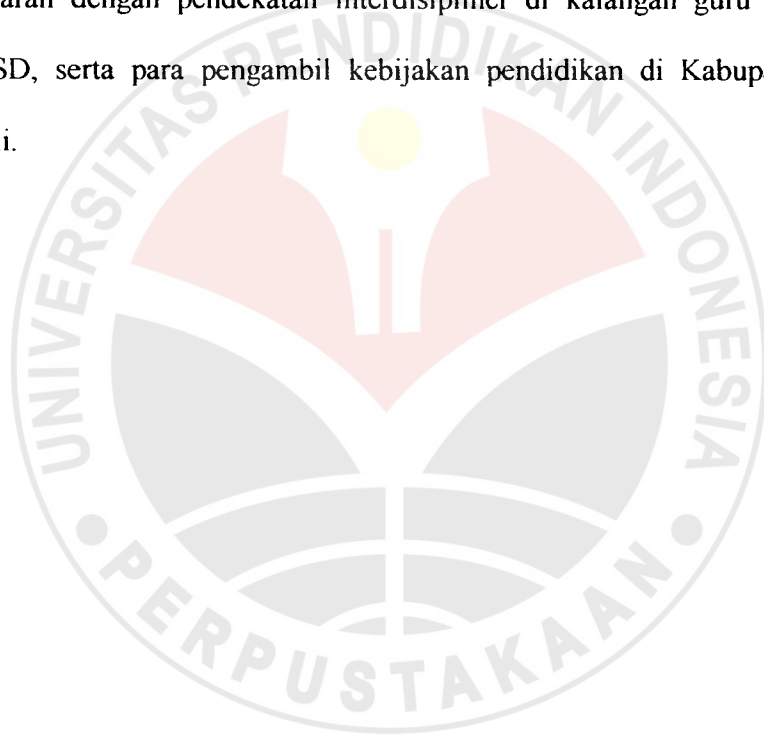 aran dengan pendekatan interdisipliner di kalangan guru
SD, serta para pengambil kebijakan pendidikan di Kabup
i.
UNIVERSITAS PENDIDIKAN INDONESIA
PERPUSTAKAAN